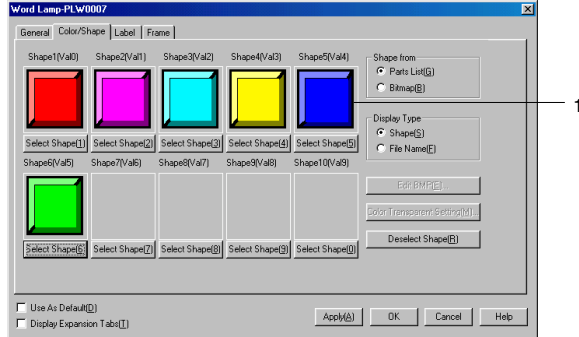 Word Lamp-PLW0007
General Color/Shape Label Frame
Shape1(Val0) Shape2(Val1) Shape3(Val2) Shape4(Val3) Shape5(Val4)
Shape from
Parts List(G)
Bitmap(B)
1
Display Type
Shape(S)
File Name(F)
Select Shape(1) Select Shape(2) Select Shape(3) Select Shape(4) Select Shape(5)
Shape6(Val5) Shape7(Val6) Shape8(Val7) Shape9(Val8) Shape10(Val9)
Edit BMP(E)...
Color Transparent Setting(M)...
Deselect Shape(R)
Select Shape(6) Select Shape(7) Select Shape(8) Select Shape(9) Select Shape(0)
Use As Default(D)
Display Expansion Tabs(T)
Apply(A) OK Cancel Help